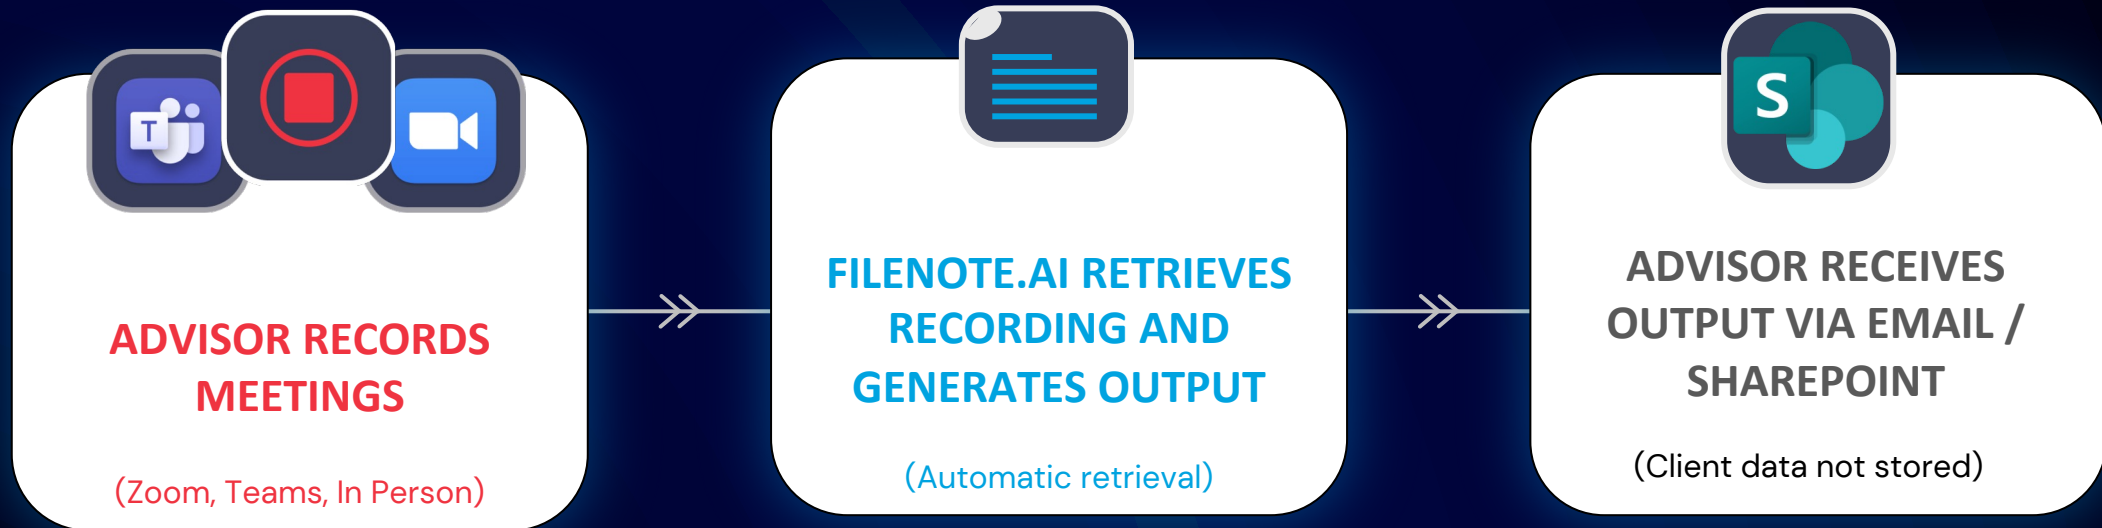 T
S
ADVISOR RECORDS
MEETINGS
(Zoom, Teams, In Person)
FILENOTE.AI RETRIEVES
RECORDING AND
GENERATES OUTPUT
(Automatic retrieval)
ADVISOR RECEIVES
OUTPUT VIA EMAIL /
SHAREPOINT
(Client data not stored)